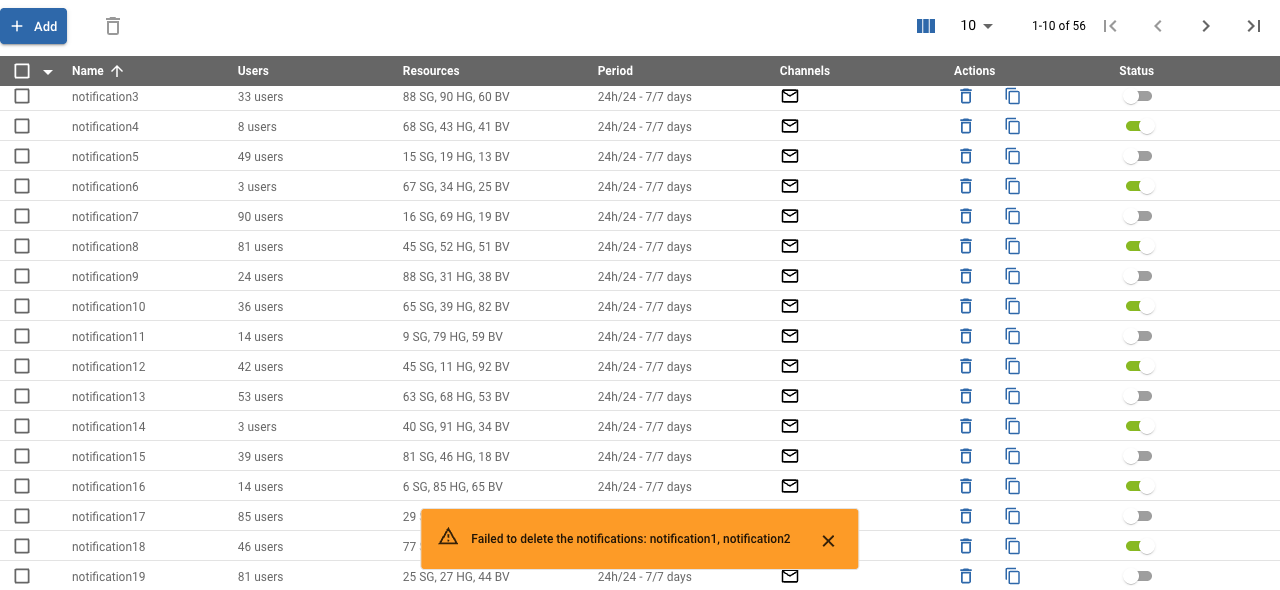 Add 10 1-10 of 56
Name Users Resources Period Channels Actions Status
notification3 33 users 88 SG, 90 HG, 60 BV 24h/24 - 7/7 days
notification4 8 users 68 SG, 43 HG, 41 BV 24h/24 - 7/7 days
notification5 49 users 15 SG, 19 HG, 13 BV 24h/24 - 7/7 days
notification6 3 users 67 SG, 34 HG, 25 BV 24h/24 - 7/7 days
notification7 90 users 16 SG, 69 HG, 19 BV 24h/24 - 7/7 days
notification8 81 users 45 SG, 52 HG, 51 BV 24h/24 - 7/7 days
notification9 24 users 88 SG, 31 HG, 38 BV 24h/24 - 7/7 days
notification10 36 users 65 SG, 39 HG, 82 BV 24h/24 - 7/7 days
notification11 14 users 9 SG, 79 HG, 59 BV 24h/24 - 7/7 days
notification12 42 users 45 SG, 11 HG, 92 BV 24h/24 - 7/7 days
notification13 53 users 63 SG, 68 HG, 53 BV 24h/24 - 7/7 days
notification14 3 users 40 SG, 91 HG, 34 BV 24h/24 - 7/7 days
notification15 39 users 81 SG, 46 HG, 18 BV 24h/24 - 7/7 days
notification16 14 users 6 SG, 85 HG, 65 BV 24h/24 - 7/7 days
notification17 85 users 29
Failed to delete the notifications: notification1, notification2
notification18 46 users 77
notification19 81 users 25 SG, 27 HG, 44 BV 24h/24 - 7/7 days